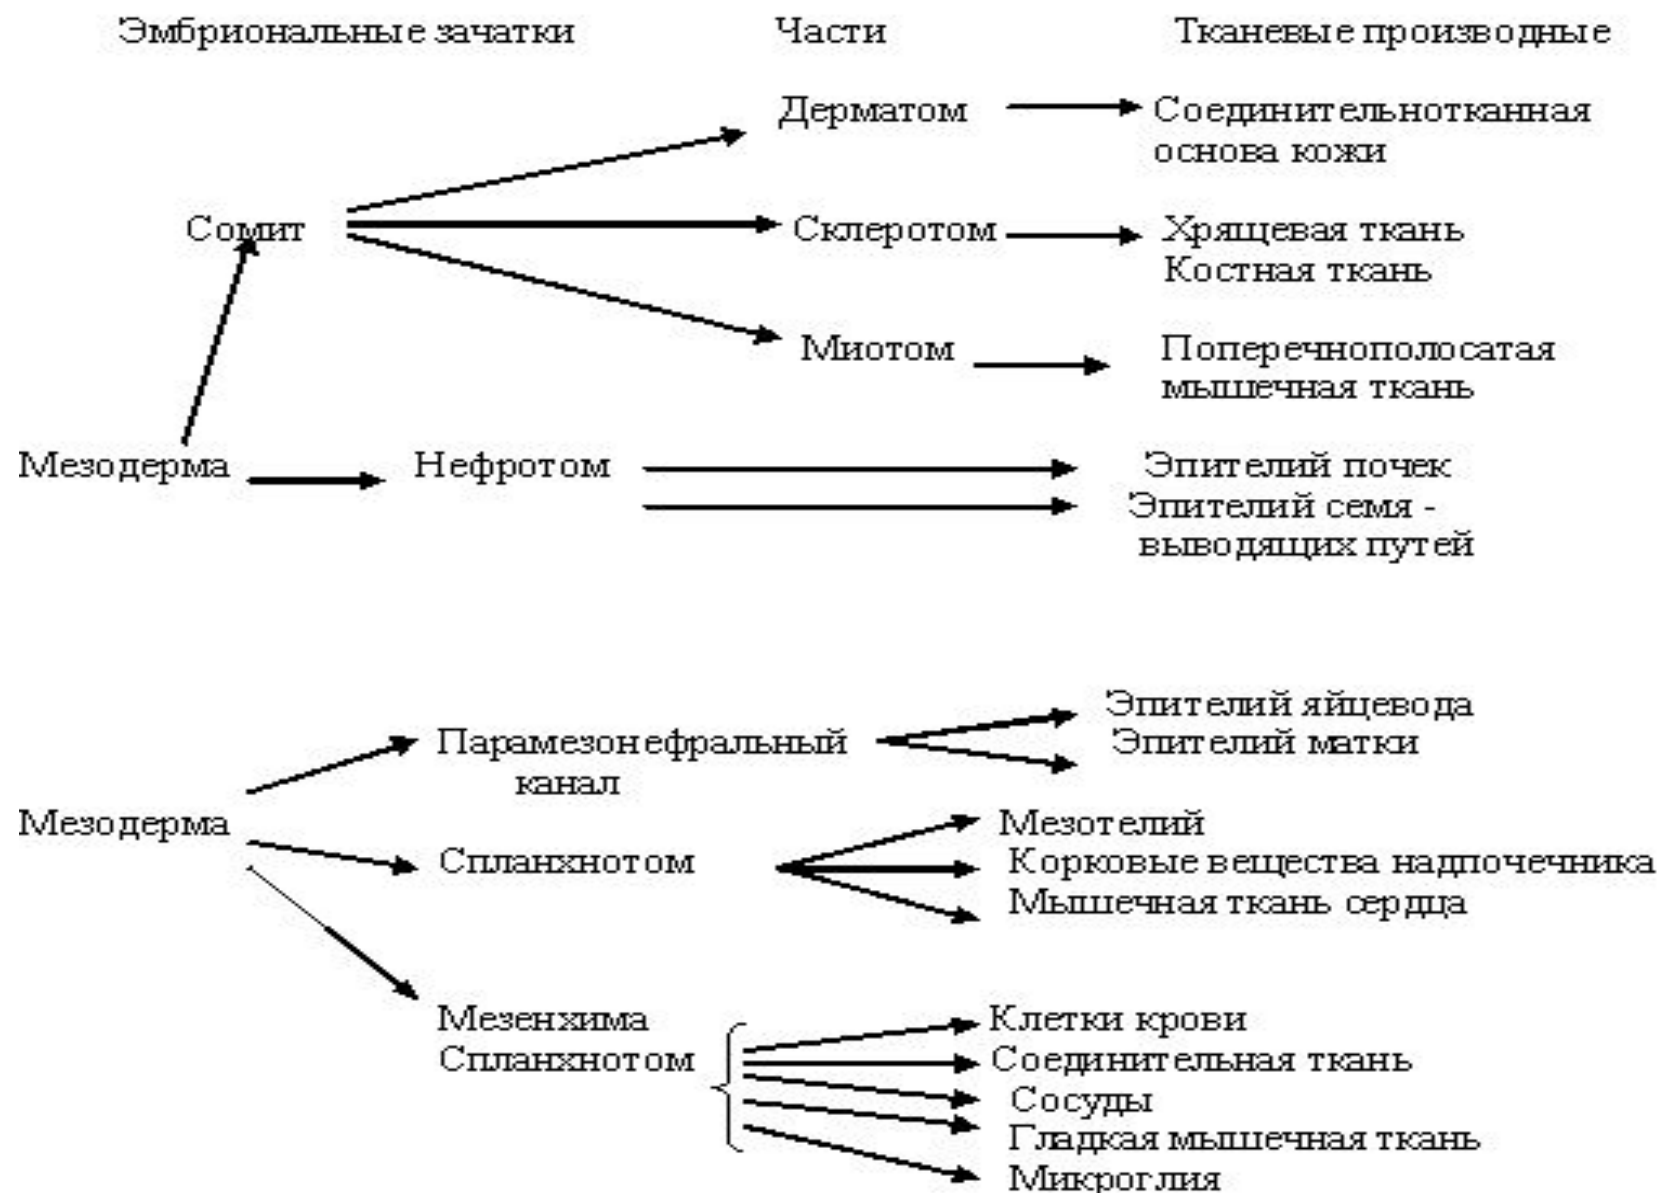 Эмбриональные зачатки Части Тканевые производные
Дерматом Соединительнотканная
основа кожи
Сомит Склеротом Хрящевая ткань
Костная ткань
Миотом Поперечнополосатая
мышечная ткань
Мезодерма Нефротом Эпителий почек
Эпителий семя -
выводящих путей
Эпителий яйцевода
Парамезонефральный Эпителий матки
канал
Мезодерма Мезотелий
Спланхнотом Корковые вещества надпочечника
Мышечная ткань сердца
Мезенхима Клетки крови
Спланхнотом Соединительная ткань
Сосуды
Гладкая мышечная ткань
Микроглия